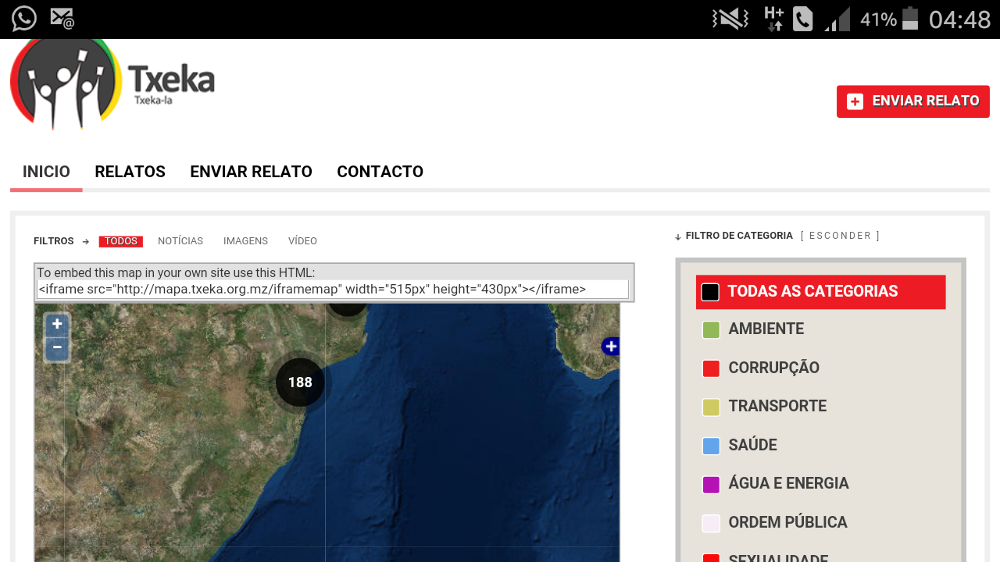 41% 04:48
Txeka
Txeka-la
ENVIAR RELATO
INICIO RELATOS ENVIAR RELATO CONTACTO
FILTROS → TODOS NOTÍCIAS IMAGENS VÍDEO
To embed this map in your own site use this HTML:
<iframe src="http://mapa.txeka.org.mz/iframemap" width="515px" height="430px"></iframe>
+
−
188
+
↓ FILTRO DE CATEGORIA [ ESCONDER ]
TODAS AS CATEGORIAS
AMBIENTE
CORRUPÇÃO
TRANSPORTE
SAÚDE
ÁGUA E ENERGIA
ORDEM PÚBLICA
SEXUALIDADE